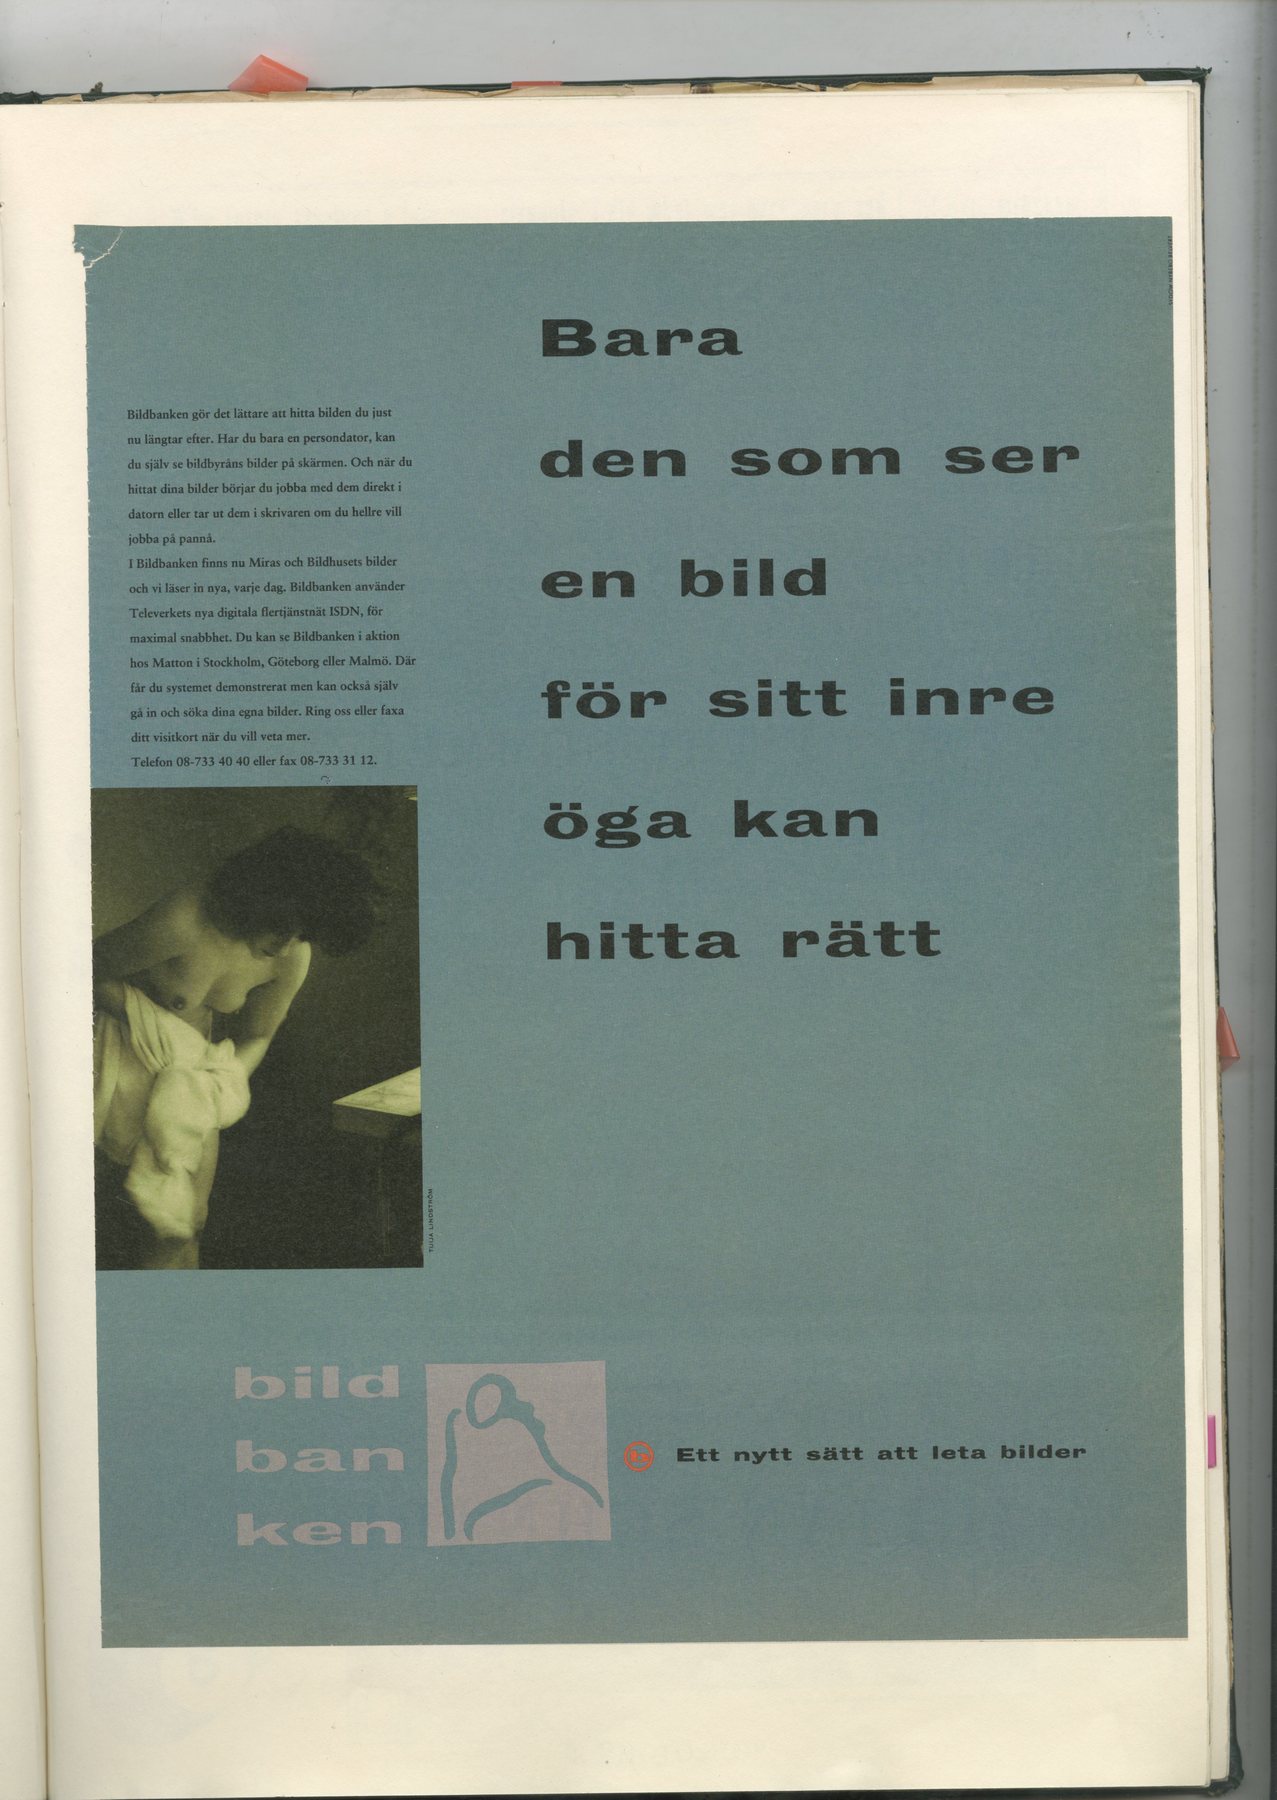 Bara
den som ser
en bild
för sitt inre
öga kan
hitta rätt
Bildbanken gör det lättare att hitta bilden du just
nu längtar efter. Har du bara en persondator, kan
du själv se bildbyråns bilder på skärmen. Och när du
hittat dina bilder börjar du jobba med dem direkt i
datorn eller tar ut dem i skrivaren om du hellre vill
jobba på pannå.
I Bildbanken finns nu Miras och Bildhusets bilder
och vi läser in nya, varje dag. Bildbanken använder
Televerkets nya digitala flertjänstnät ISDN, för
maximal snabbhet. Du kan se Bildbanken i aktion
hos Matton i Stockholm, Göteborg eller Malmö. Där
får du systemet demonstrerat men kan också själv
gå in och söka dina egna bilder. Ring oss eller faxa
ditt visitkort när du vill veta mer.
Telefon 08-733 40 40 eller fax 08-733 31 12.
TUIJA LINDSTRÖM
bild
ban
ken
b Ett nytt sätt att leta bilder